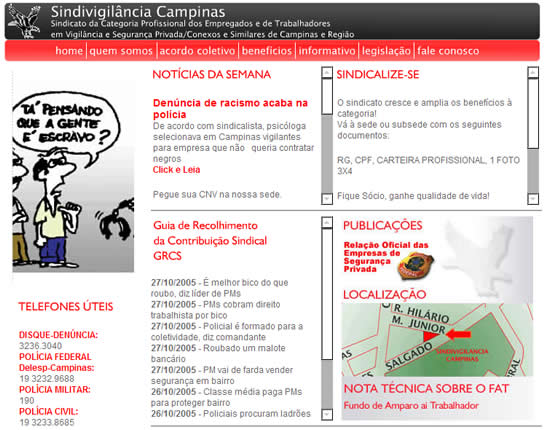 Sindivigilância Campinas
Sindicato da Categoria Profissional dos Empregados e de Trabalhadores
em Vigilância e Segurança Privada/Conexos e Similares de Campinas e Região
home | quem somos | acordo coletivo | benefícios | informativo | legislação | fale conosco
TÁ PENSANDO
QUE A GENTE
É ESCRAVO?
TELEFONES ÚTEIS
DISQUE-DENÚNCIA:
3236.3040
POLÍCIA FEDERAL
Delesp-Campinas:
19 3232.9688
POLÍCIA MILITAR:
190
POLÍCIA CIVIL:
19 3233.8685
NOTÍCIAS DA SEMANA
Denúncia de racismo acaba na
polícia
De acordo com sindicalista, psicóloga
selecionava em Campinas vigilantes
para empresa que não queria contratar
negros
Click e Leia
Pegue sua CNV na nossa sede.
SINDICALIZE-SE
O sindicato cresce e amplia os benefícios à
categoria!
Vá à sede ou subsede com os seguintes
documentos:
RG, CPF, CARTEIRA PROFISSIONAL, 1 FOTO
3X4
Fique Sócio, ganhe qualidade de vida!
Guia de Recolhimento
da Contribuição Sindical
GRCS
27/10/2005 - É melhor bico do que
roubo, diz líder de PMs
27/10/2005 - PMs cobram direito
trabalhista por bico
27/10/2005 - Policial é formado para a
coletividade, diz comandante
27/10/2005 - Roubado um malote
bancário
27/10/2005 - PM vai de farda vender
segurança em bairro
26/10/2005 - Classe média paga PMs
para proteger bairro
26/10/2005 - Policiais procuram ladrões
PUBLICAÇÕES
Relação Oficial das
Empresas de
Segurança
Privada
LOCALIZAÇÃO
R. HILÁRIO
M. JUNIOR
SALGADO
SINDIVIGILANCIA
CAMPINAS
NOTA TÉCNICA SOBRE O FAT
Fundo de Amparo ai Trabalhador